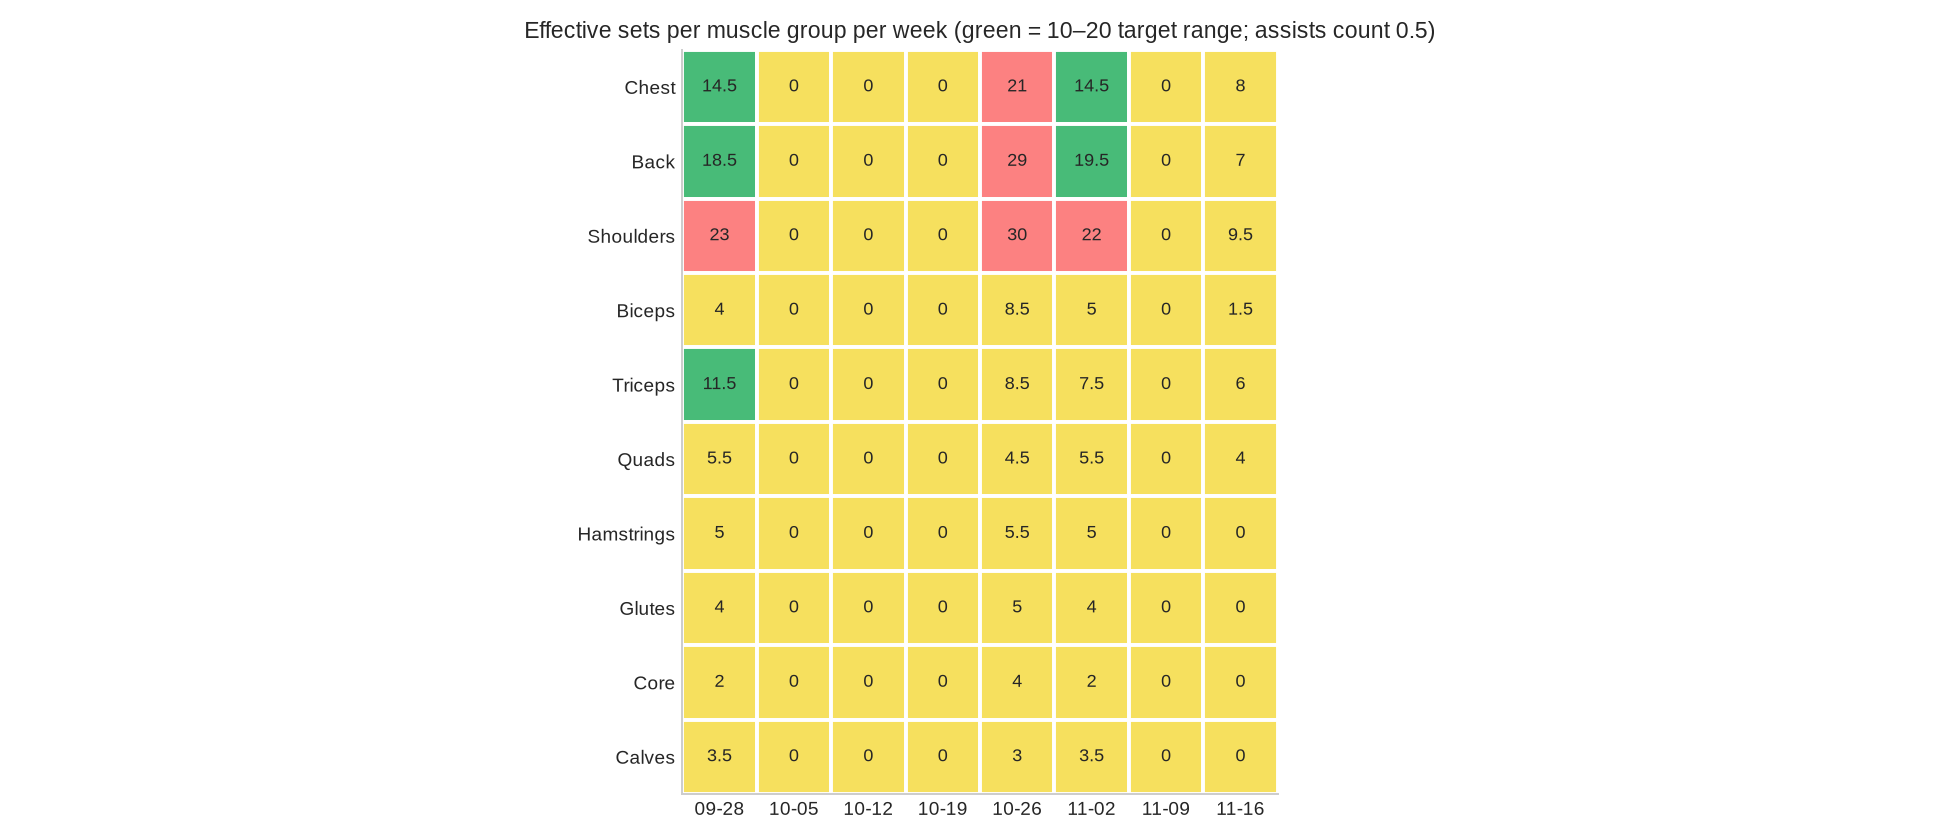 Effective sets per muscle group per week (green = 10–20 target range; assists count 0.5)
Chest 14.5 0 0 0 21 14.5 0 8
Back 18.5 0 0 0 29 19.5 0 7
Shoulders 23 0 0 0 30 22 0 9.5
Biceps 4 0 0 0 8.5 5 0 1.5
Triceps 11.5 0 0 0 8.5 7.5 0 6
Quads 5.5 0 0 0 4.5 5.5 0 4
Hamstrings 5 0 0 0 5.5 5 0 0
Glutes 4 0 0 0 5 4 0 0
Core 2 0 0 0 4 2 0 0
Calves 3.5 0 0 0 3 3.5 0 0
09-28 10-05 10-12 10-19 10-26 11-02 11-09 11-16